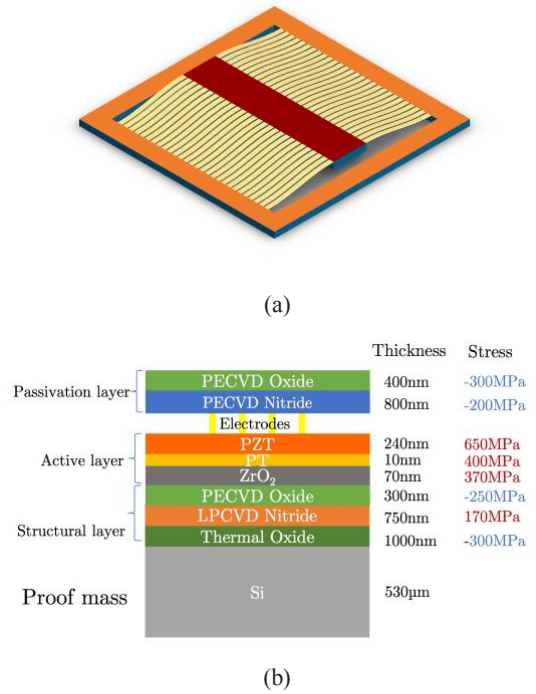 (a)
Thickness Stress
Passivation layer
PECVD Oxide 400nm -300MPa
PECVD Nitride 800nm -200MPa
Electrodes
Active layer
PZT 240nm 650MPa
PT 10nm 400MPa
ZrO₂ 70nm 370MPa
Structural layer
PECVD Oxide 300nm -250MPa
LPCVD Nitride 750nm 170MPa
Thermal Oxide 1000nm -300MPa
Proof mass Si 530μm
(b)